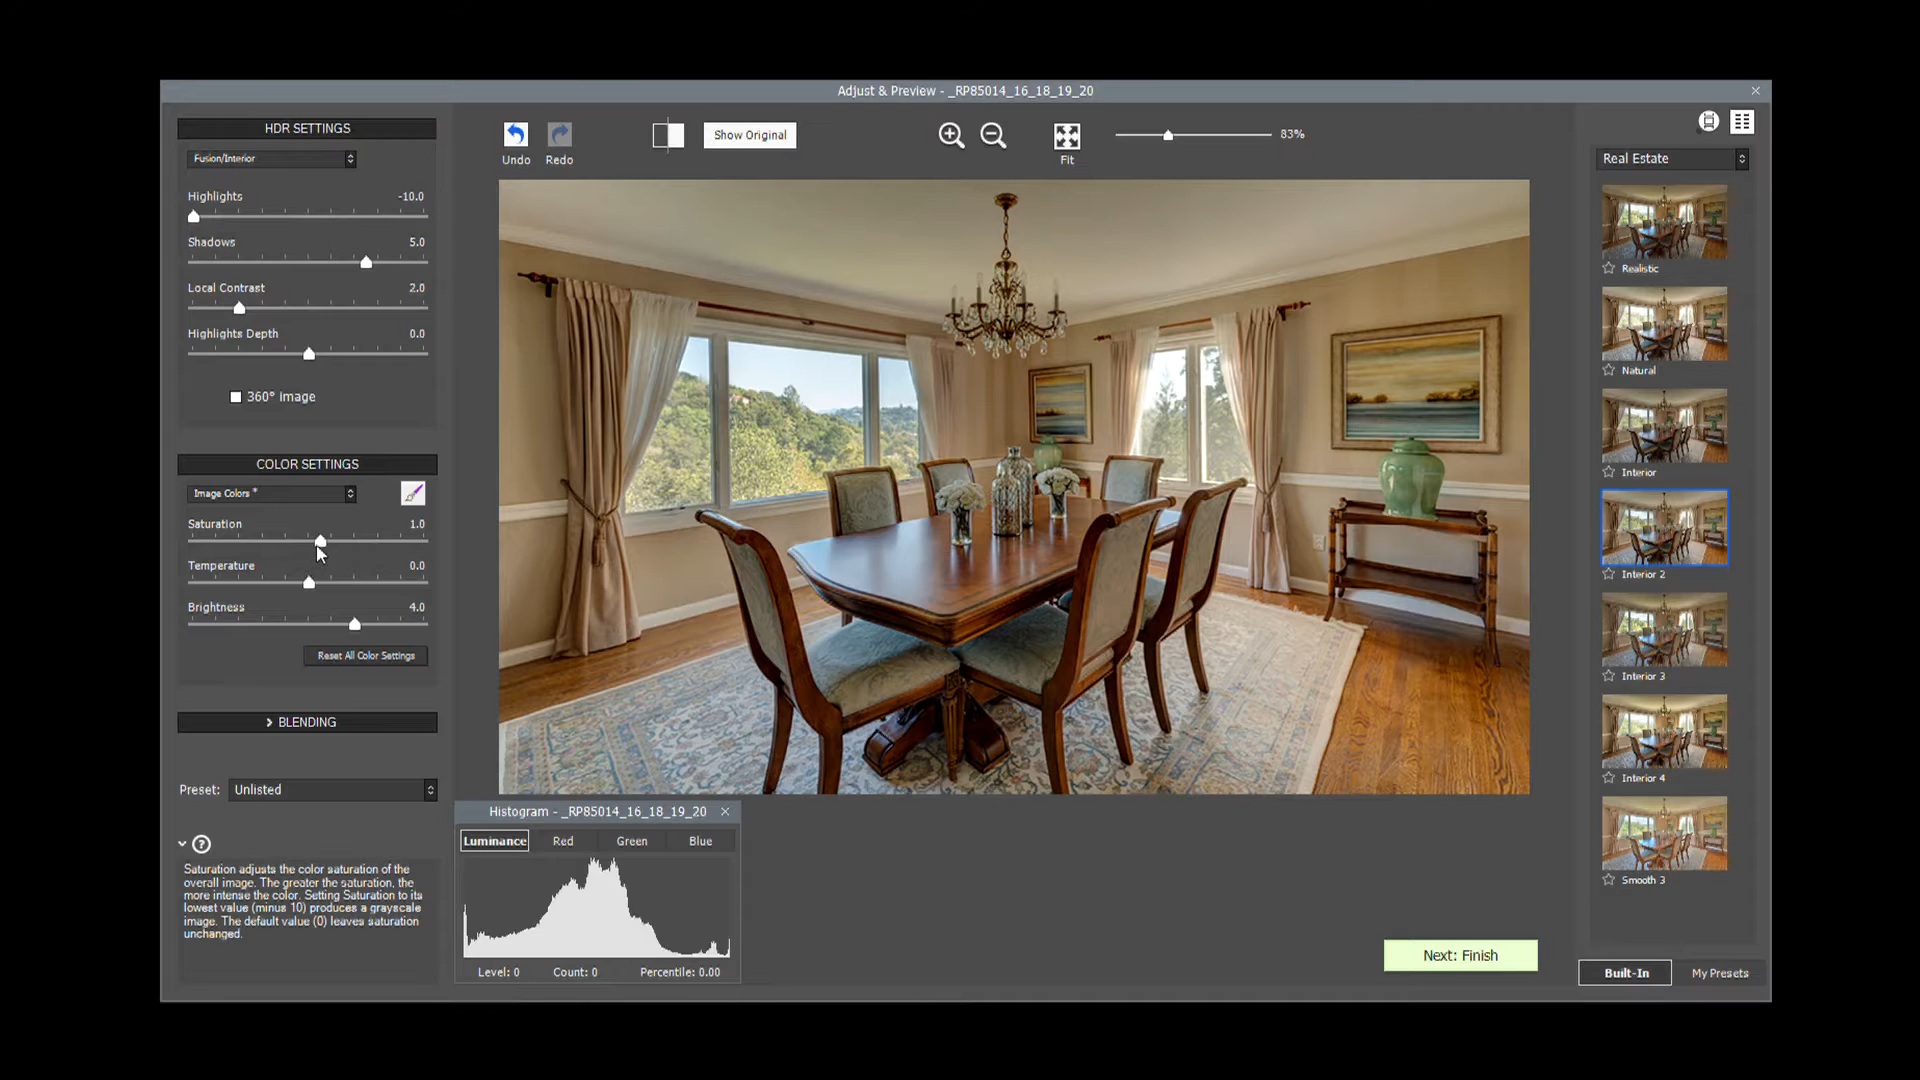 Adjust & Preview - _RP85014_16_18_19_20
HDR SETTINGS
Fusion/Interior
Highlights -10.0
Shadows 5.0
Local Contrast 2.0
Highlights Depth 0.0
360° image
COLOR SETTINGS
Image Colors *
Saturation 1.0
Temperature 0.0
Brightness 4.0
Reset All Color Settings
BLENDING
Preset: Unlisted
?
Saturation adjusts the color saturation of the
overall image. The greater the saturation, the
more intense the color. Setting Saturation to its
lowest value (minus 10) produces a grayscale
image. The default value (0) leaves saturation
unchanged.
Undo Redo
Show Original
Fit
83%
Histogram - _RP85014_16_18_19_20
Luminance Red Green Blue
Level: 0 Count: 0 Percentile: 0.00
Next: Finish
Real Estate
Realistic
Natural
Interior
Interior 2
Interior 3
Interior 4
Smooth 3
Built-In My Presets